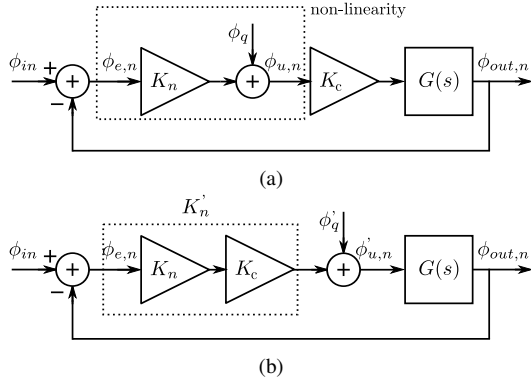 non-linearity
ϕ_q
ϕ_in + ϕ_e,n K_n + ϕ_u,n K_c G(s) ϕ_out,n
−
(a)
K_n'
ϕ_q'
ϕ_in + ϕ_e,n K_n K_c + ϕ_u,n' G(s) ϕ_out,n
−
(b)